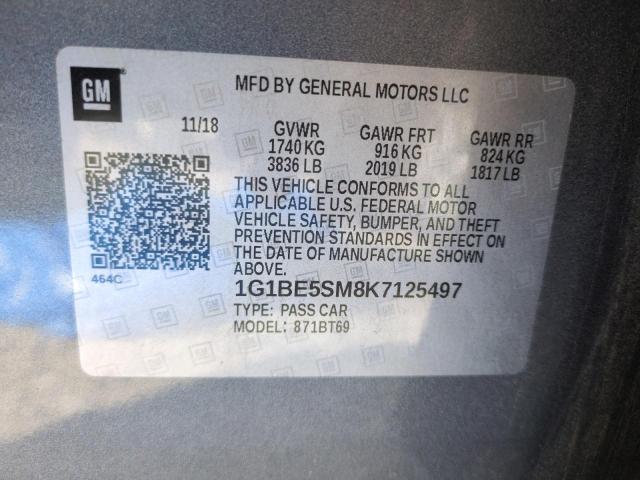 GM
MFD BY GENERAL MOTORS LLC
11/18 GVWR GAWR FRT GAWR RR
1740 KG 916 KG 824 KG
3836 LB 2019 LB 1817 LB
THIS VEHICLE CONFORMS TO ALL
APPLICABLE U.S. FEDERAL MOTOR
VEHICLE SAFETY, BUMPER, AND THEFT
PREVENTION STANDARDS IN EFFECT ON
THE DATE OF MANUFACTURE SHOWN
ABOVE.
464C
1G1BE5SM8K7125497
TYPE: PASS CAR
MODEL: 871BT69